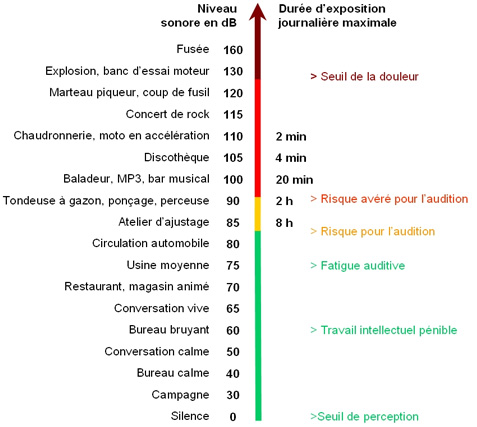 Niveau Durée d'exposition
sonore en dB journalière maximale
Fusée 160
Explosion, banc d'essai moteur 130
> Seuil de la douleur
Marteau piqueur, coup de fusil 120
Concert de rock 115
Chaudronnerie, moto en accélération 110 2 min
Discothèque 105 4 min
Baladeur, MP3, bar musical 100 20 min
Tondeuse à gazon, ponçage, perceuse 90 2 h > Risque avéré pour l'audition
Atelier d'ajustage 85 8 h
> Risque pour l'audition
Circulation automobile 80
Usine moyenne 75 > Fatigue auditive
Restaurant, magasin animé 70
Conversation vive 65
Bureau bruyant 60 > Travail intellectuel pénible
Conversation calme 50
Bureau calme 40
Campagne 30
Silence 0 >Seuil de perception